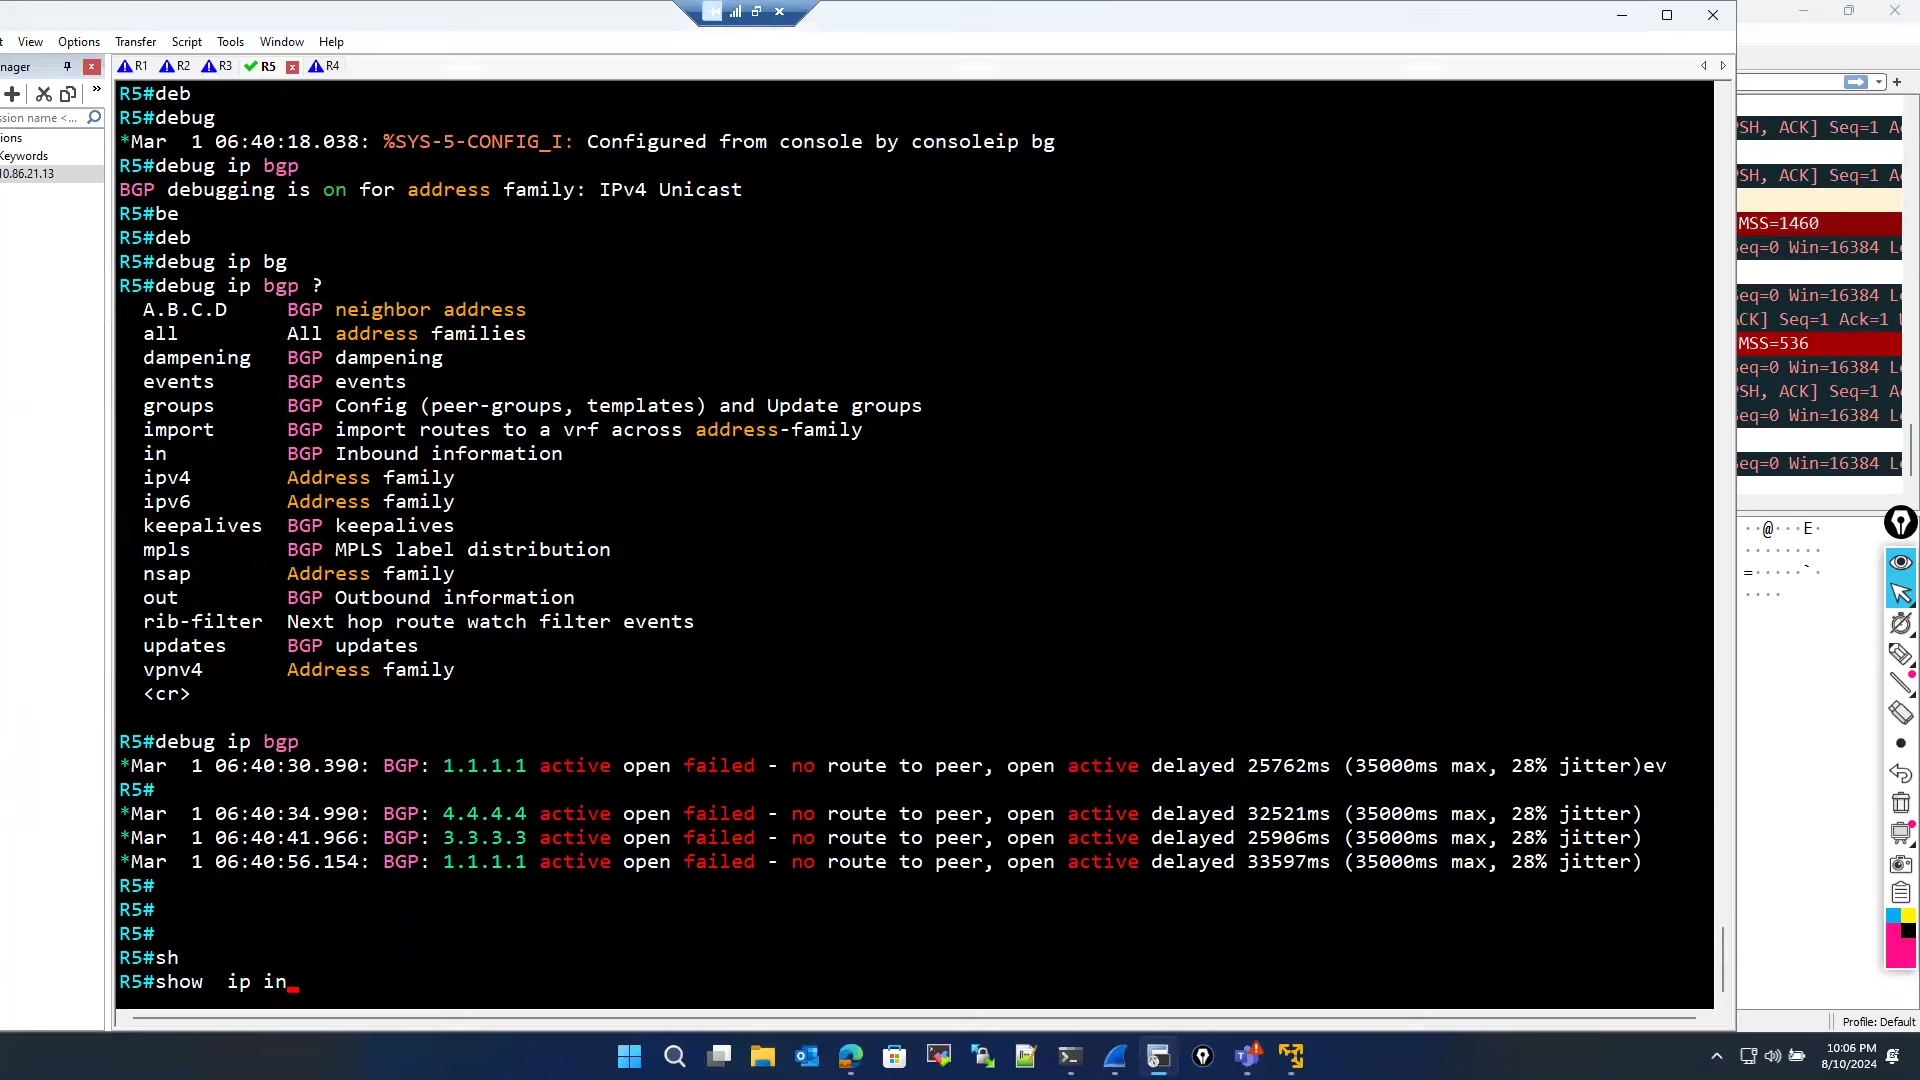 t View Options Transfer Script Tools Window Help
nager
R1 R2 R3 R5 R4
ssion name <...
ions
Keywords
10.86.21.13
R5#deb
R5#debug
*Mar  1 06:40:18.038: %SYS-5-CONFIG_I: Configured from console by consoleip bg
R5#debug ip bgp
BGP debugging is on for address family: IPv4 Unicast
R5#be
R5#deb
R5#debug ip bg
R5#debug ip bgp ?
A.B.C.D BGP neighbor address
all All address families
dampening BGP dampening
events BGP events
groups BGP Config (peer-groups, templates) and Update groups
import BGP import routes to a vrf across address-family
in BGP Inbound information
ipv4 Address family
ipv6 Address family
keepalives BGP keepalives
mpls BGP MPLS label distribution
nsap Address family
out BGP Outbound information
rib-filter Next hop route watch filter events
updates BGP updates
vpnv4 Address family
<cr>
R5#debug ip bgp
*Mar  1 06:40:30.390: BGP: 1.1.1.1 active open failed - no route to peer, open active delayed 25762ms (35000ms max, 28% jitter)ev
R5#
*Mar  1 06:40:34.990: BGP: 4.4.4.4 active open failed - no route to peer, open active delayed 32521ms (35000ms max, 28% jitter)
*Mar  1 06:40:41.966: BGP: 3.3.3.3 active open failed - no route to peer, open active delayed 25906ms (35000ms max, 28% jitter)
*Mar  1 06:40:56.154: BGP: 1.1.1.1 active open failed - no route to peer, open active delayed 33597ms (35000ms max, 28% jitter)
R5#
R5#
R5#
R5#sh
R5#show  ip in
PSH, ACK] Seq=1 A
PSH, ACK] Seq=1 A
MSS=1460
eq=0 Win=16384 L
eq=0 Win=16384 L
ACK] Seq=1 Ack=1
MSS=536
eq=0 Win=16384 L
PSH, ACK] Seq=1 A
eq=0 Win=16384 L
eq=0 Win=16384 L
··@···E·
········
=·····`·
····
Profile: Default
10:06 PM
8/10/2024